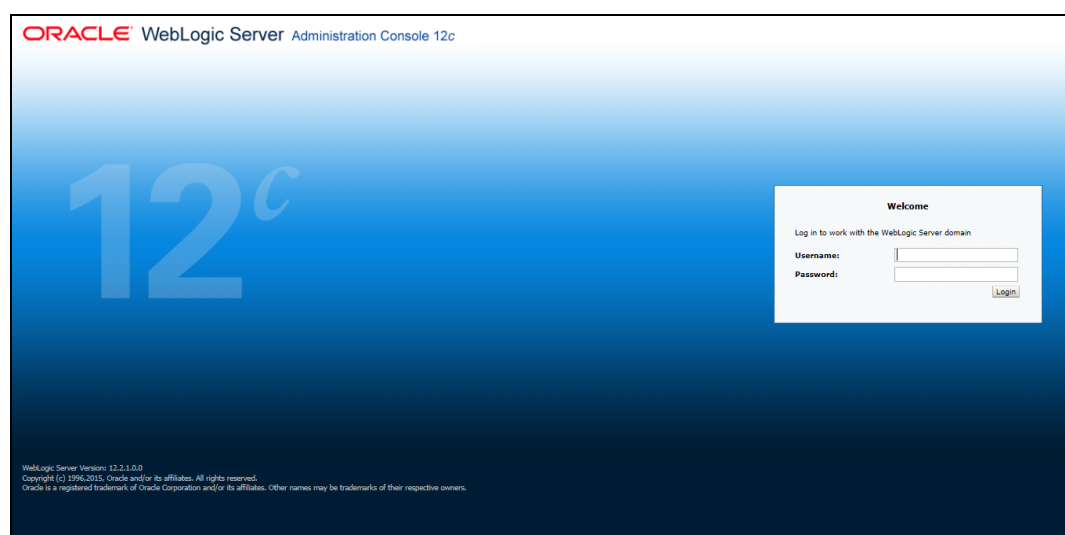 ORACLE WebLogic Server Administration Console 12c
12c
Welcome
Log in to work with the WebLogic Server domain
Username:
Password:
Login
WebLogic Server Version: 12.2.1.0.0
Copyright (c) 1996,2015, Oracle and/or its affiliates. All rights reserved.
Oracle is a registered trademark of Oracle Corporation and/or its affiliates. Other names may be trademarks of their respective owners.